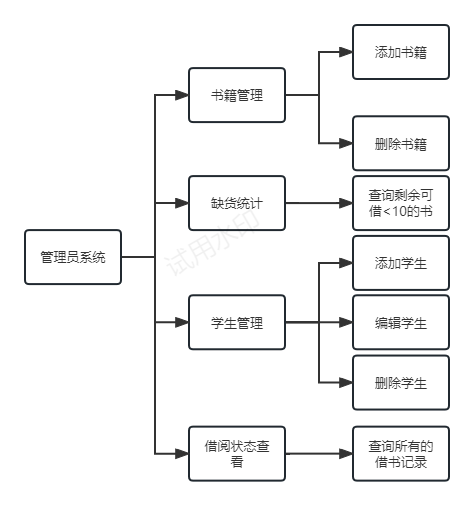 添加书籍
书籍管理
删除书籍
缺货统计
查询剩余可
借<10的书
试用水印
管理员系统
添加学生
学生管理
编辑学生
删除学生
借阅状态查
看
查询所有的
借书记录